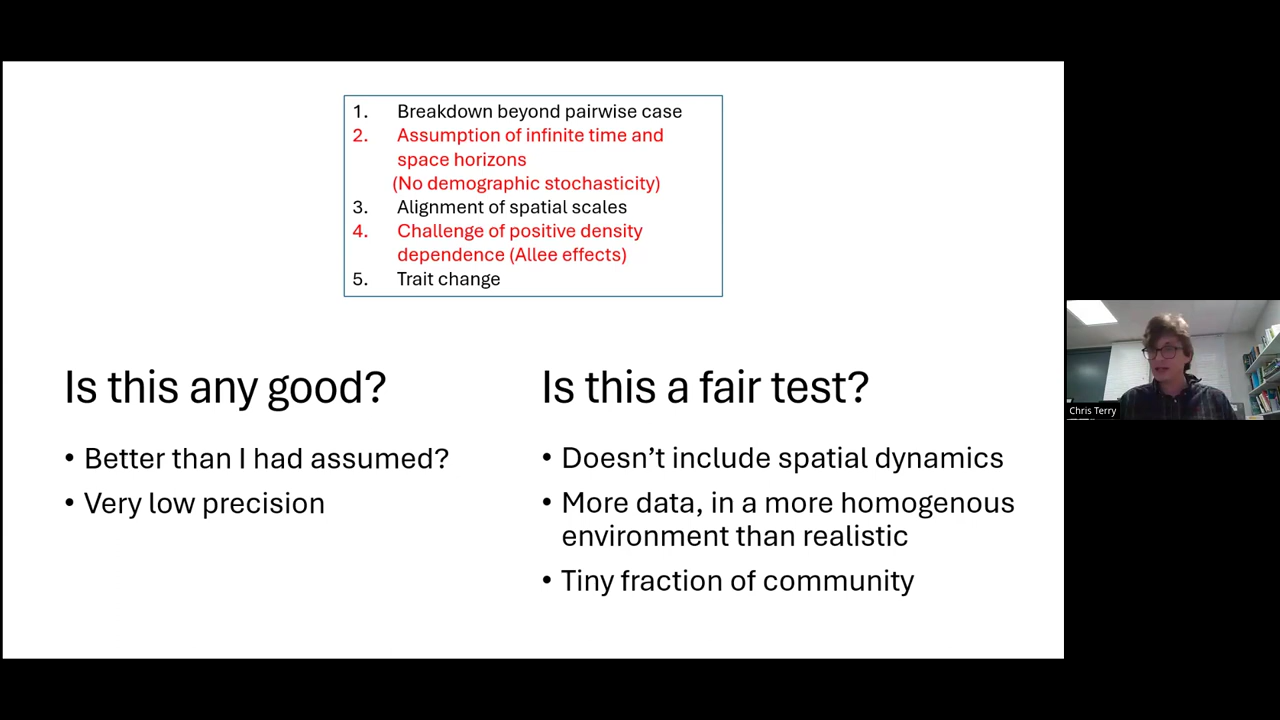 1. Breakdown beyond pairwise case
2. Assumption of infinite time and
space horizons
(No demographic stochasticity)
3. Alignment of spatial scales
4. Challenge of positive density
dependence (Allee effects)
5. Trait change
Is this any good?
• Better than I had assumed?
• Very low precision
Is this a fair test?
• Doesn’t include spatial dynamics
• More data, in a more homogenous
environment than realistic
• Tiny fraction of community
Chris Terry